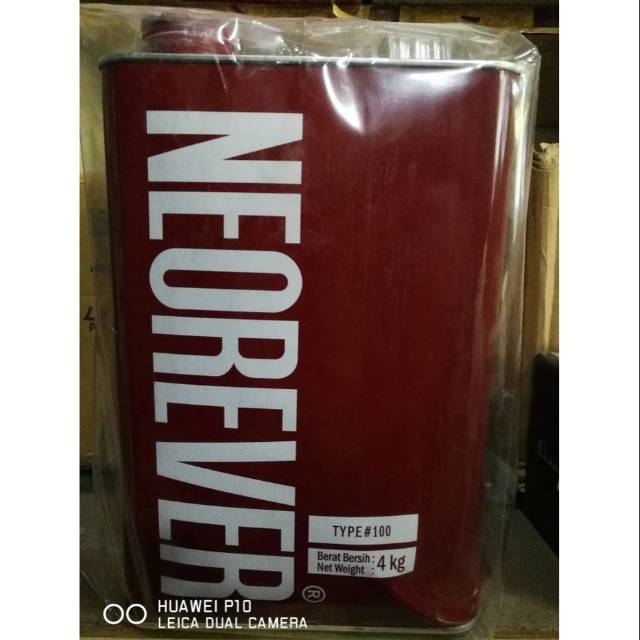 NEOREVER®
TYPE#100
Berat Bersih : 4 kg
Net Weight :
HUAWEI P10
LEICA DUAL CAMERA